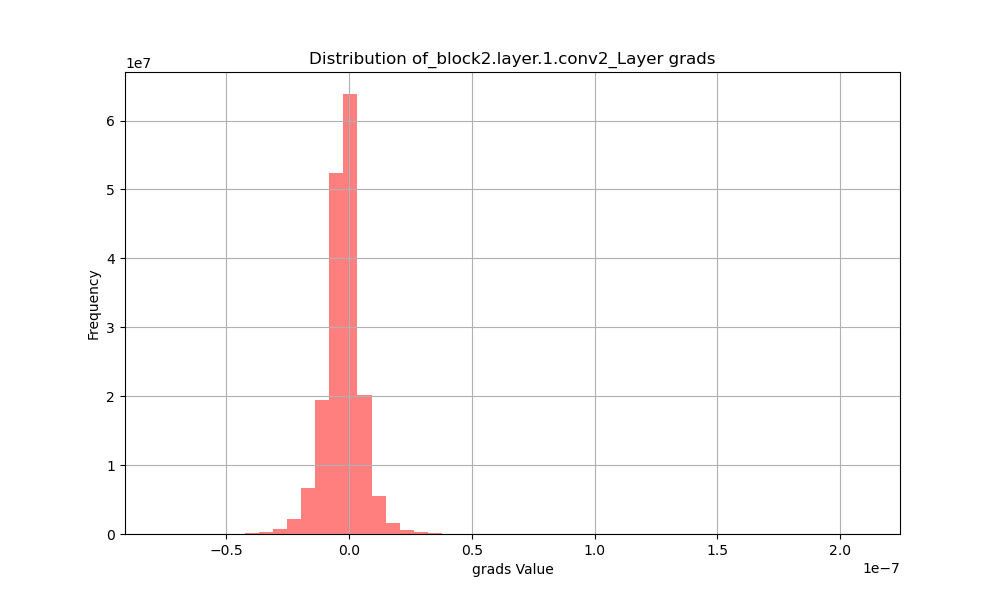 Distribution of_block2.layer.1.conv2_Layer grads
1e7
6
5
4
3
2
1
0
Frequency
−0.5 0.0 0.5 1.0 1.5 2.0
grads Value
1e−7